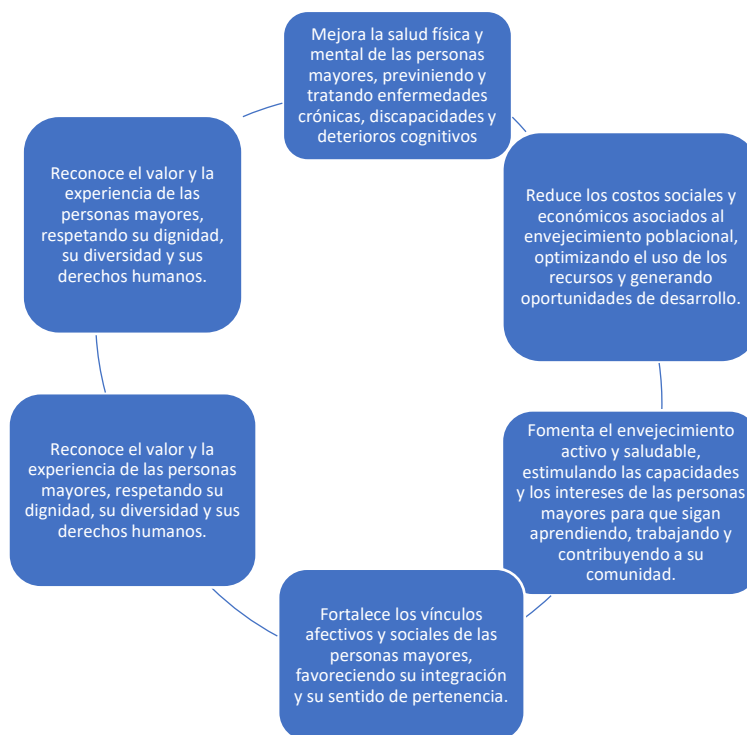 Mejora la salud física y
mental de las personas
mayores, previniendo y
tratando enfermedades
crónicas, discapacidades y
deterioros cognitivos
Reduce los costos sociales y
económicos asociados al
envejecimiento poblacional,
optimizando el uso de los
recursos y generando
oportunidades de desarrollo.
Fomenta el envejecimiento
activo y saludable,
estimulando las capacidades
y los intereses de las personas
mayores para que sigan
aprendiendo, trabajando y
contribuyendo a su
comunidad.
Fortalece los vínculos
afectivos y sociales de las
personas mayores,
favoreciendo su integración
y su sentido de pertenencia.
Reconoce el valor y la
experiencia de las personas
mayores, respetando su
dignidad, su diversidad y sus
derechos humanos.
Reconoce el valor y la
experiencia de las
personas mayores,
respetando su dignidad,
su diversidad y sus
derechos humanos.